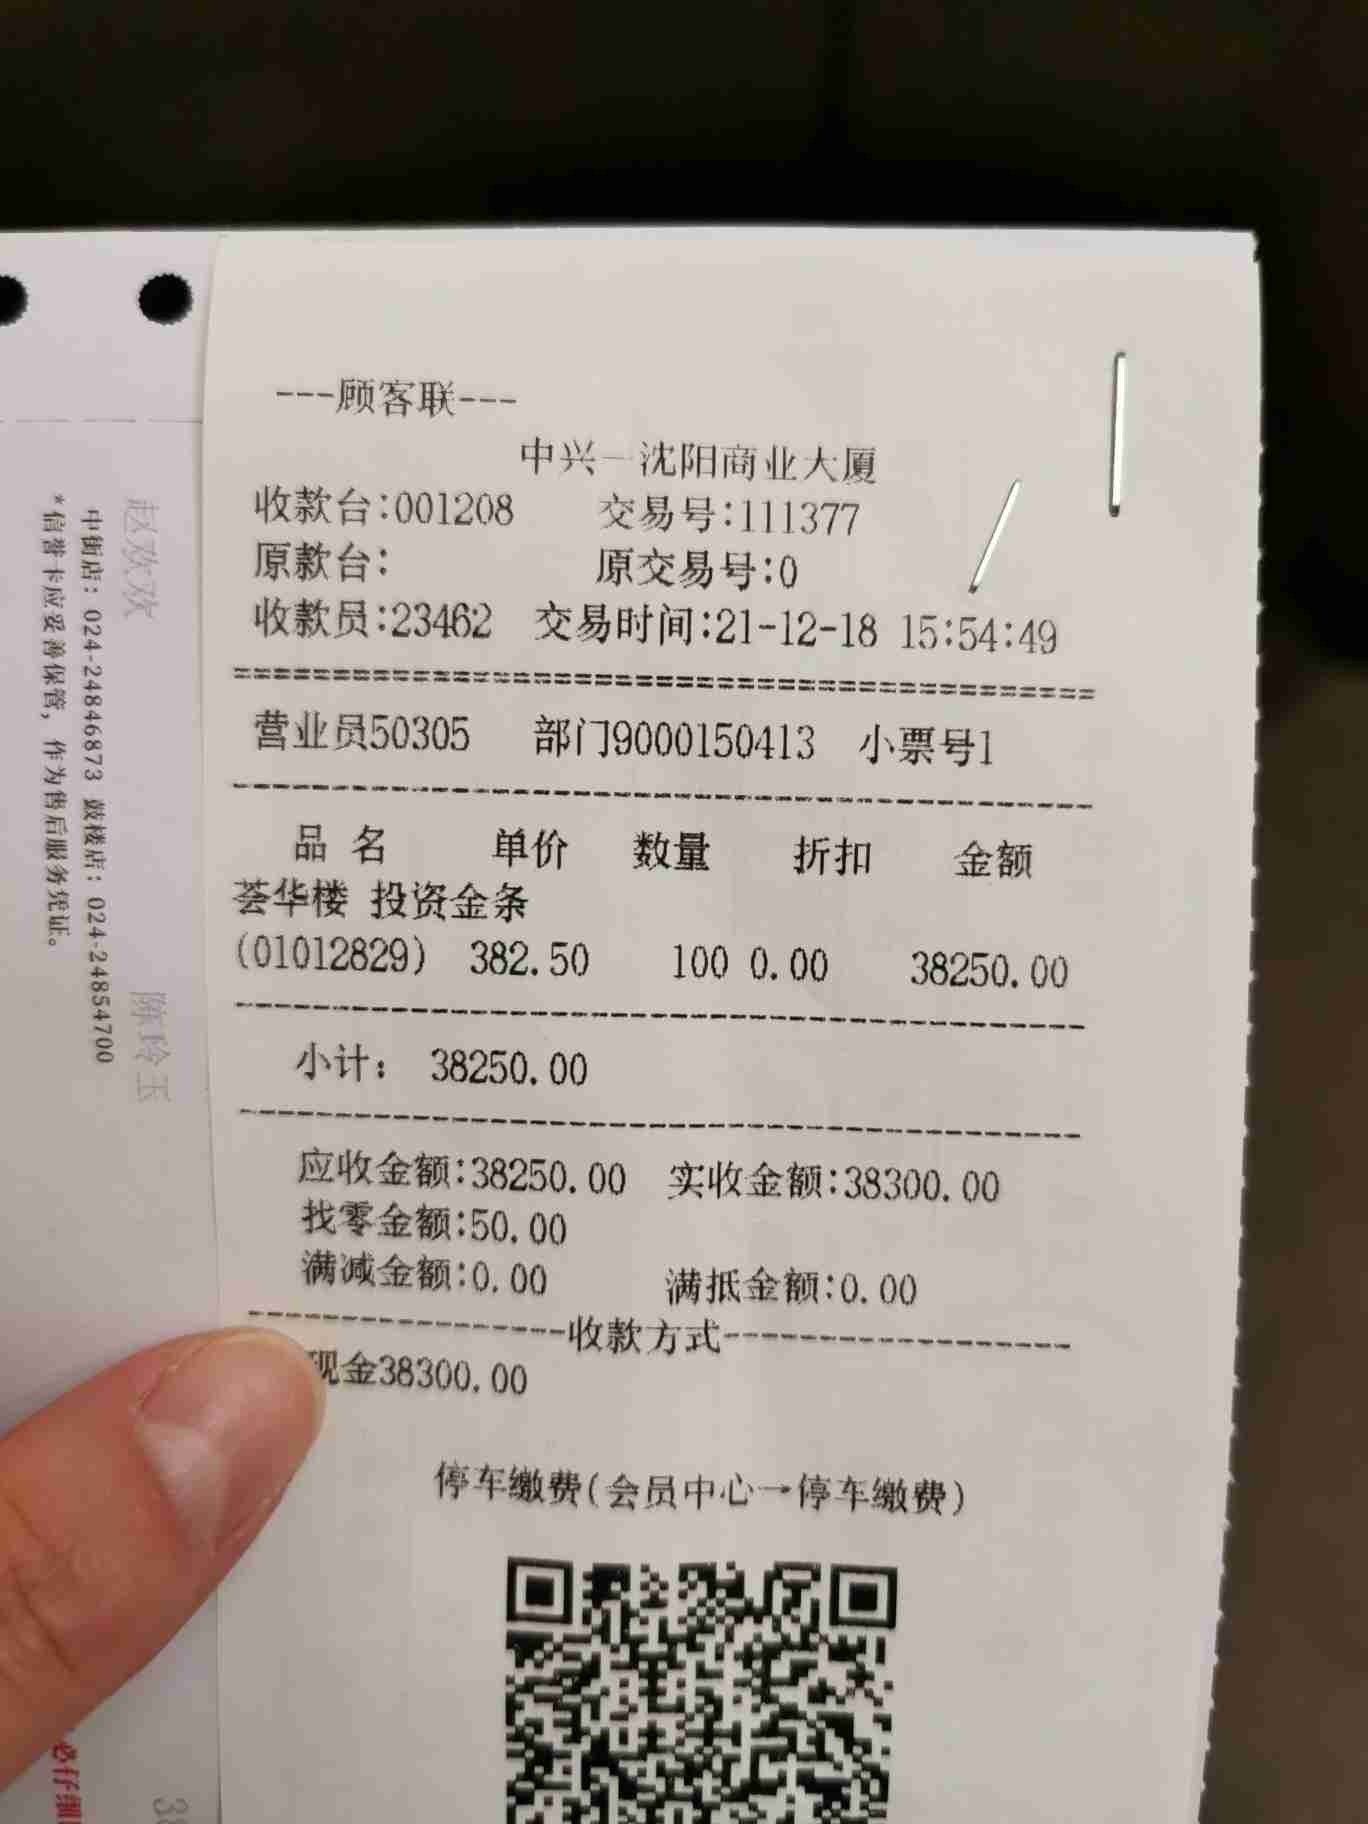 ---顾客联---
中兴一沈阳商业大厦
收款台:001208 交易号:111377
原款台: 原交易号:0
收款员:23462 交易时间:21-12-18 15:54:49
营业员50305 部门9000150413 小票号1
品 名 单价 数量 折扣 金额
荟华楼 投资金条
(01012829) 382.50 100 0.00 38250.00
小计: 38250.00
应收金额:38250.00 实收金额:38300.00
找零金额:50.00
满减金额:0.00 满抵金额:0.00
收款方式
现金38300.00
停车缴费(会员中心→停车缴费)
赵欢欢
陈玲玉
中街店: 024-24846873 鼓楼店: 024-24854700
*信誉卡应妥善保管, 作为售后服务凭证。